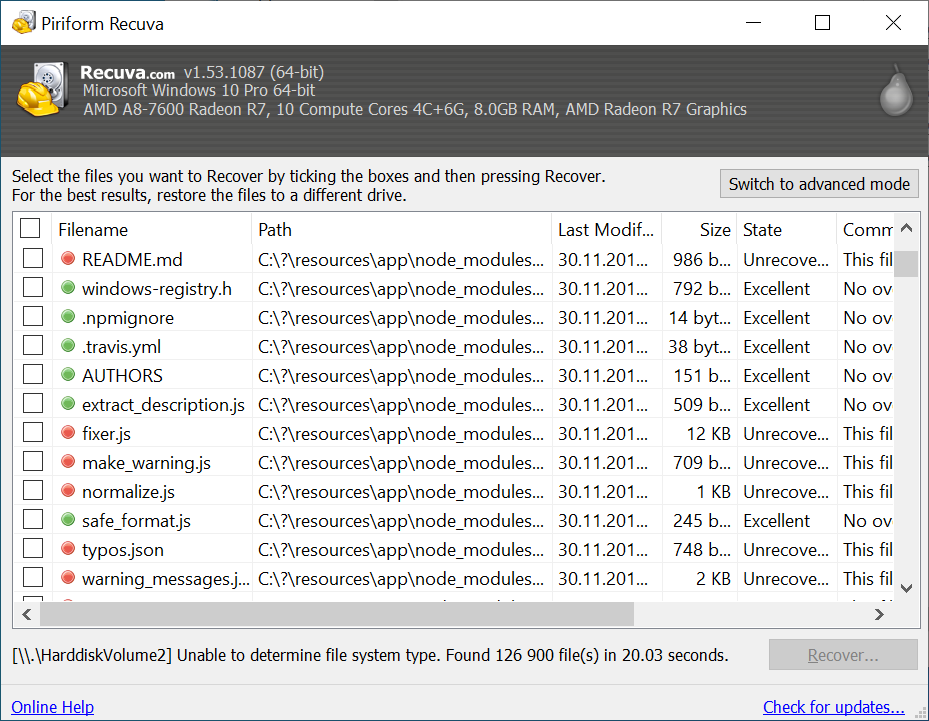 Piriform Recuva
Recuva.com v1.53.1087 (64-bit)
Microsoft Windows 10 Pro 64-bit
AMD A8-7600 Radeon R7, 10 Compute Cores 4C+6G, 8.0GB RAM, AMD Radeon R7 Graphics
Select the files you want to Recover by ticking the boxes and then pressing Recover.
For the best results, restore the files to a different drive.
Switch to advanced mode
Filename Path Last Modif... Size State Comm
README.md C:\?\resources\app\node_modules... 30.11.201... 986 b... Unrecove... This fil
windows-registry.h C:\?\resources\app\node_modules... 30.11.201... 792 b... Excellent No ov
.npmignore C:\?\resources\app\node_modules... 30.11.201... 14 byt... Excellent No ov
.travis.yml C:\?\resources\app\node_modules... 30.11.201... 38 byt... Excellent No ov
AUTHORS C:\?\resources\app\node_modules... 30.11.201... 151 b... Excellent No ov
extract_description.js C:\?\resources\app\node_modules... 30.11.201... 509 b... Excellent No ov
fixer.js C:\?\resources\app\node_modules... 30.11.201... 12 KB Unrecove... This fil
make_warning.js C:\?\resources\app\node_modules... 30.11.201... 709 b... Unrecove... This fil
normalize.js C:\?\resources\app\node_modules... 30.11.201... 1 KB Unrecove... This fil
safe_format.js C:\?\resources\app\node_modules... 30.11.201... 245 b... Excellent No ov
typos.json C:\?\resources\app\node_modules... 30.11.201... 748 b... Unrecove... This fil
warning_messages.j... C:\?\resources\app\node_modules... 30.11.201... 2 KB Unrecove... This fil
[\\.\HarddiskVolume2] Unable to determine file system type. Found 126 900 file(s) in 20.03 seconds.
Recover...
Online Help
Check for updates...